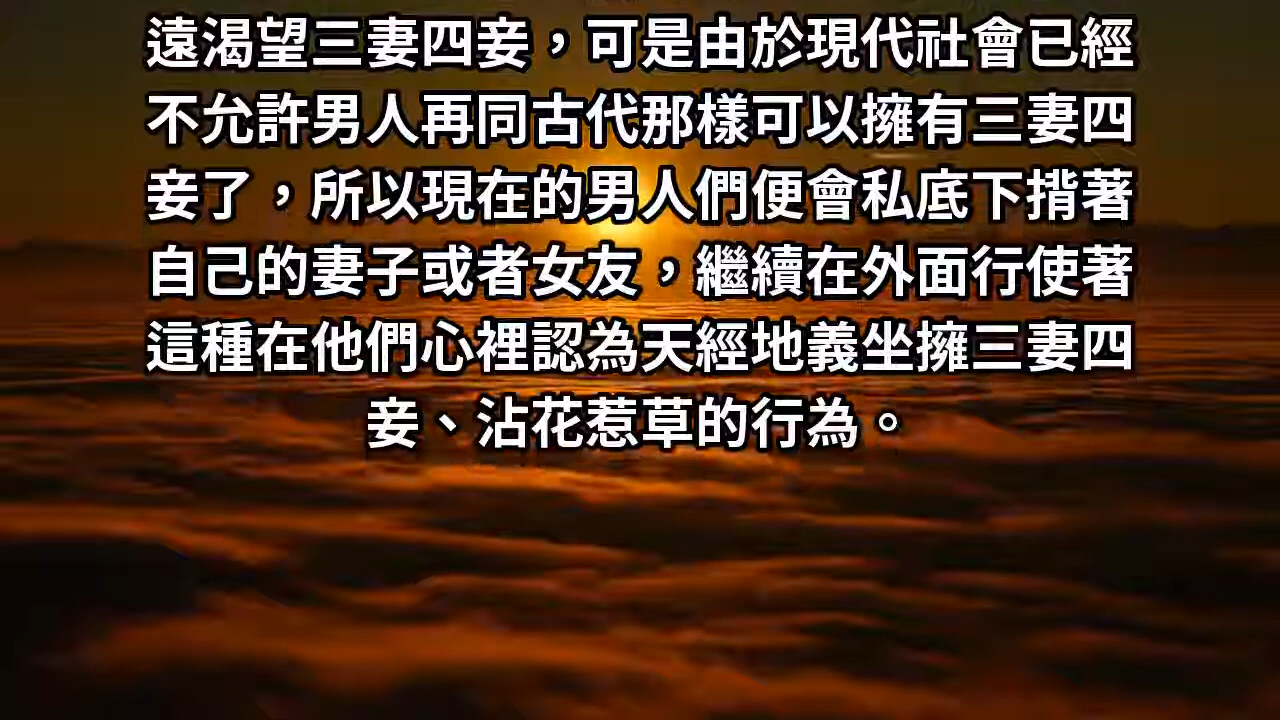 遠渴望三妻四妾，可是由於現代社會已經
不允許男人再同古代那樣可以擁有三妻四
妾了，所以現在的男人們便會私底下揹著
自己的妻子或者女友，繼續在外面行使著
這種在他們心裡認為天經地義坐擁三妻四
妾、沾花惹草的行為。